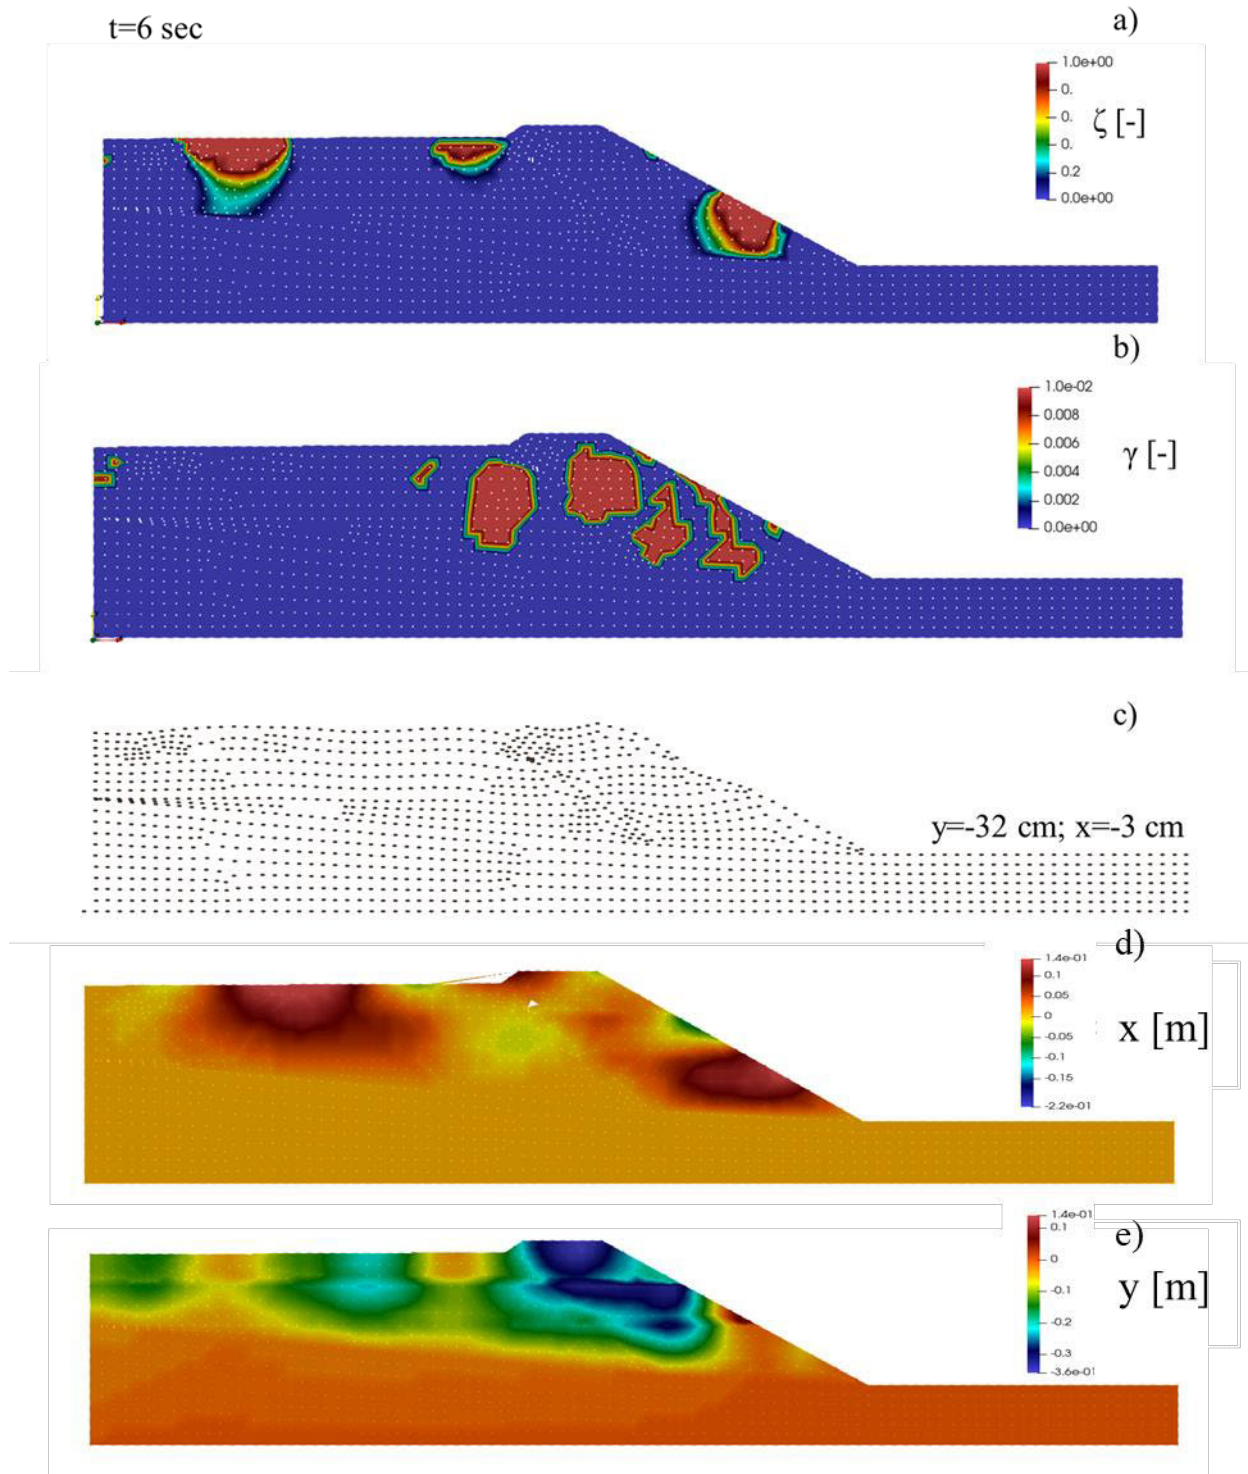 t=6 sec
a)
1.0e+00
0.
0.
0.
0.2
0.0e+00
ζ [-]
b)
1.0e-02
0.008
0.006
0.004
0.002
0.0e+00
γ [-]
c)
y=-32 cm; x=-3 cm
d)
1.4e-01
0.1
0.05
0
-0.05
-0.1
-0.15
-2.2e-01
x [m]
e)
1.4e-01
0.1
0
-0.1
-0.2
-0.3
-3.6e-01
y [m]